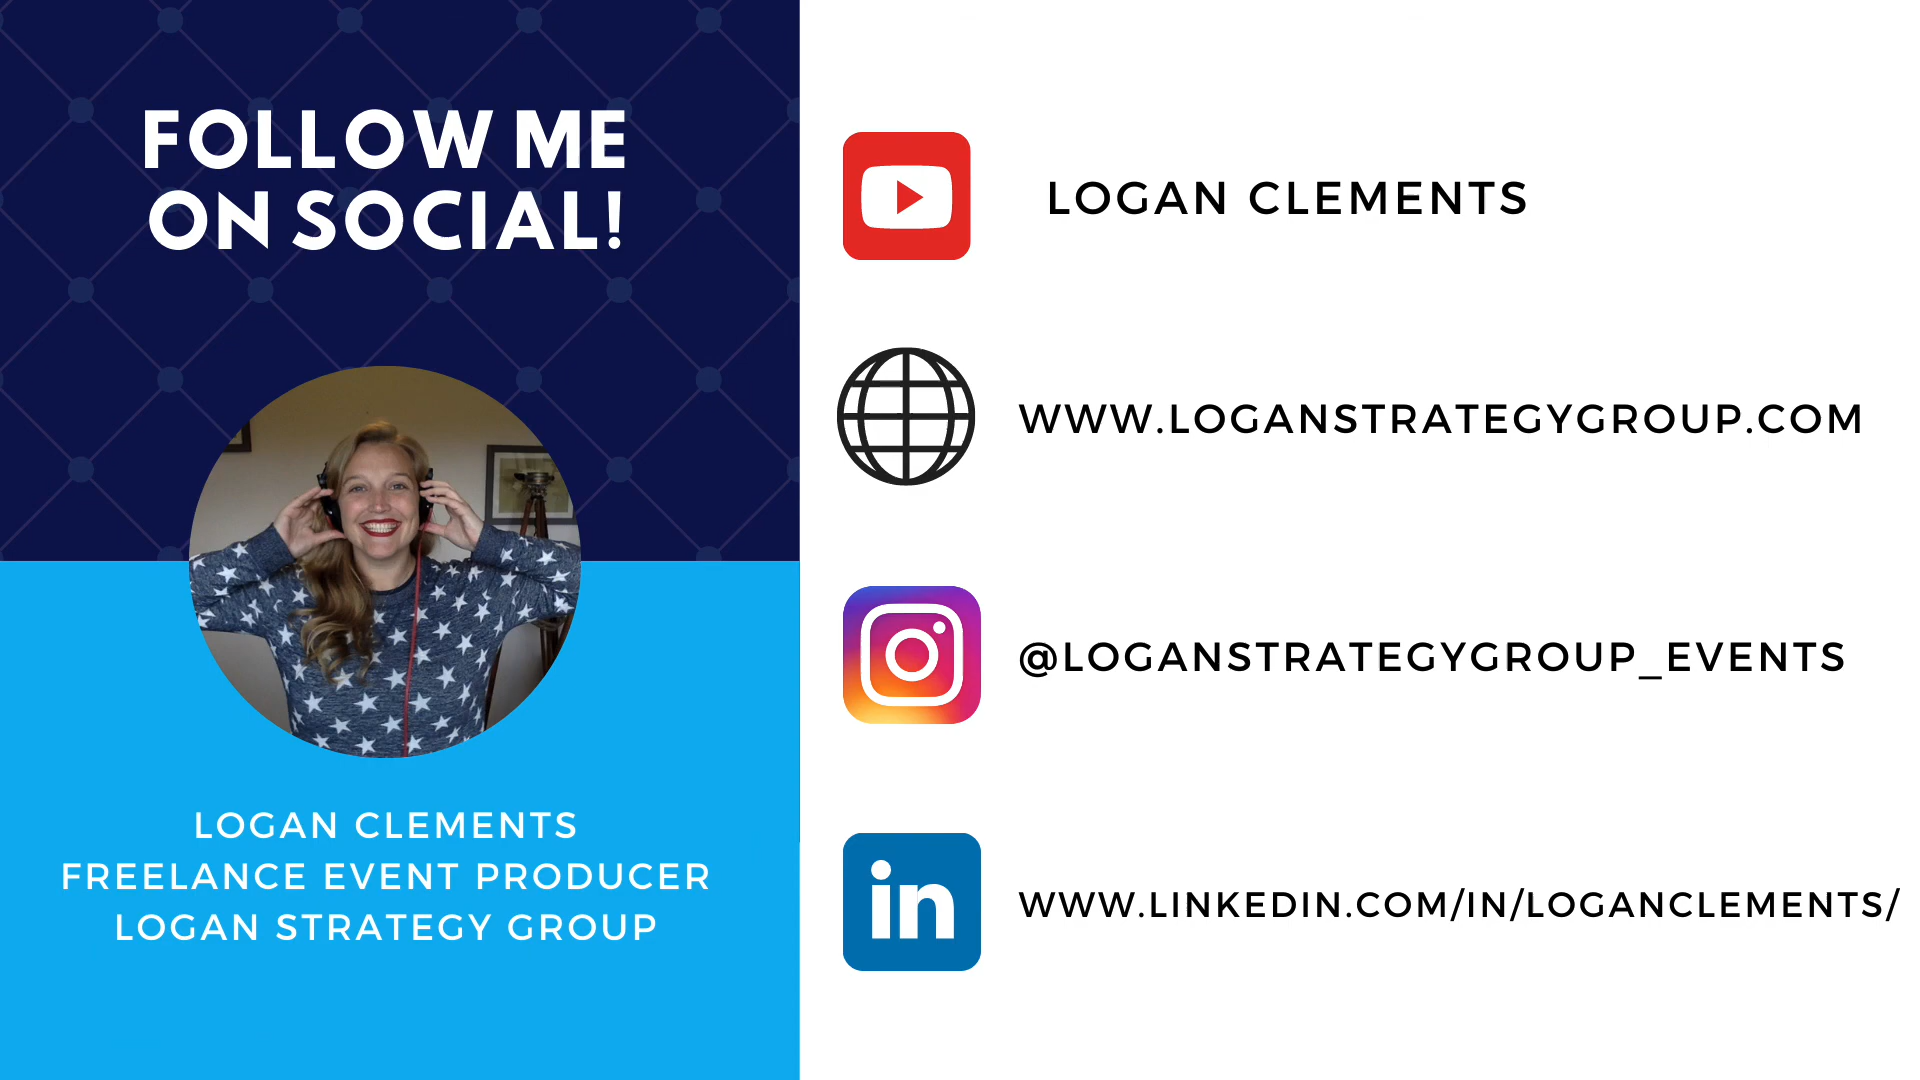 FOLLOW ME
ON SOCIAL!
LOGAN CLEMENTS
FREELANCE EVENT PRODUCER
LOGAN STRATEGY GROUP
LOGAN CLEMENTS
WWW.LOGANSTRATEGYGROUP.COM
@LOGANSTRATEGYGROUP_EVENTS
in
WWW.LINKEDIN.COM/IN/LOGANCLEMENTS/